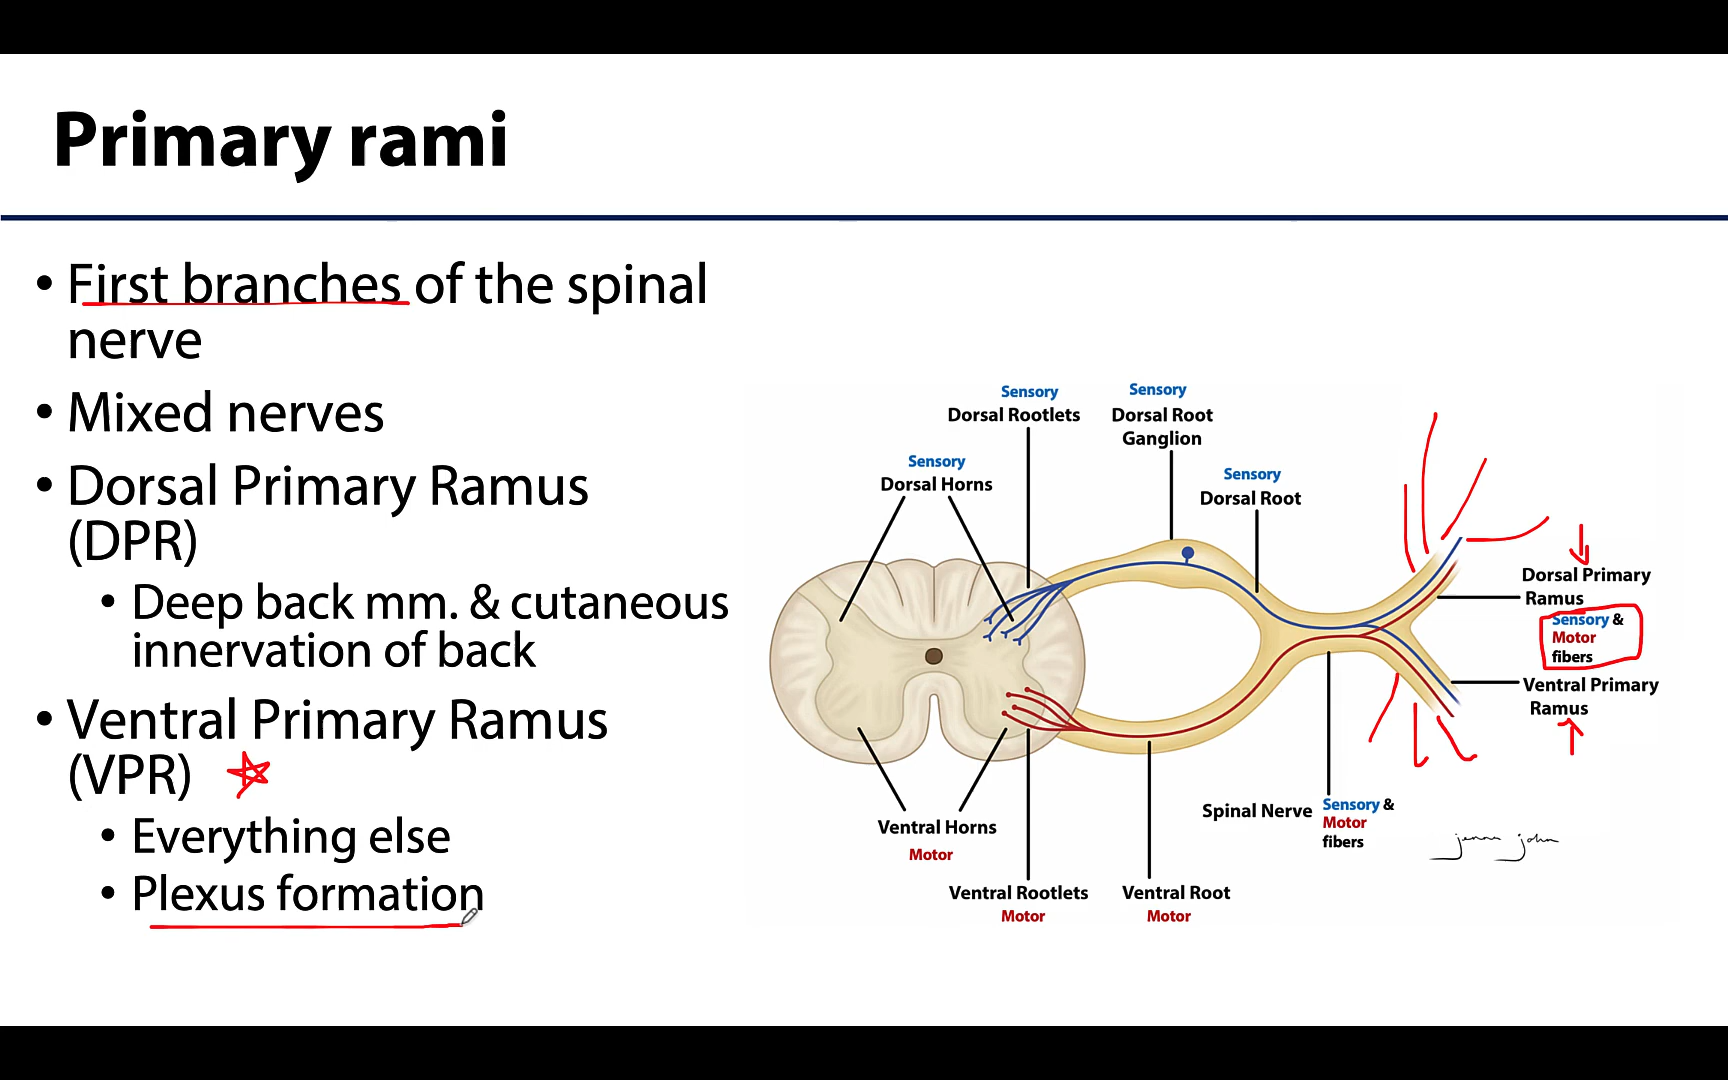 Primary rami
• First branches of the spinal
nerve
• Mixed nerves
• Dorsal Primary Ramus
(DPR)
• Deep back mm. & cutaneous
innervation of back
• Ventral Primary Ramus
(VPR)
• Everything else
• Plexus formation
Sensory
Dorsal Rootlets
Sensory
Dorsal Root
Ganglion
Sensory
Dorsal Horns
Sensory
Dorsal Root
Dorsal Primary
Ramus
Sensory &
Motor
fibers
Ventral Primary
Ramus
Spinal Nerve
Sensory &
Motor
fibers
Ventral Horns
Motor
Ventral Rootlets
Motor
Ventral Root
Motor
jenna john